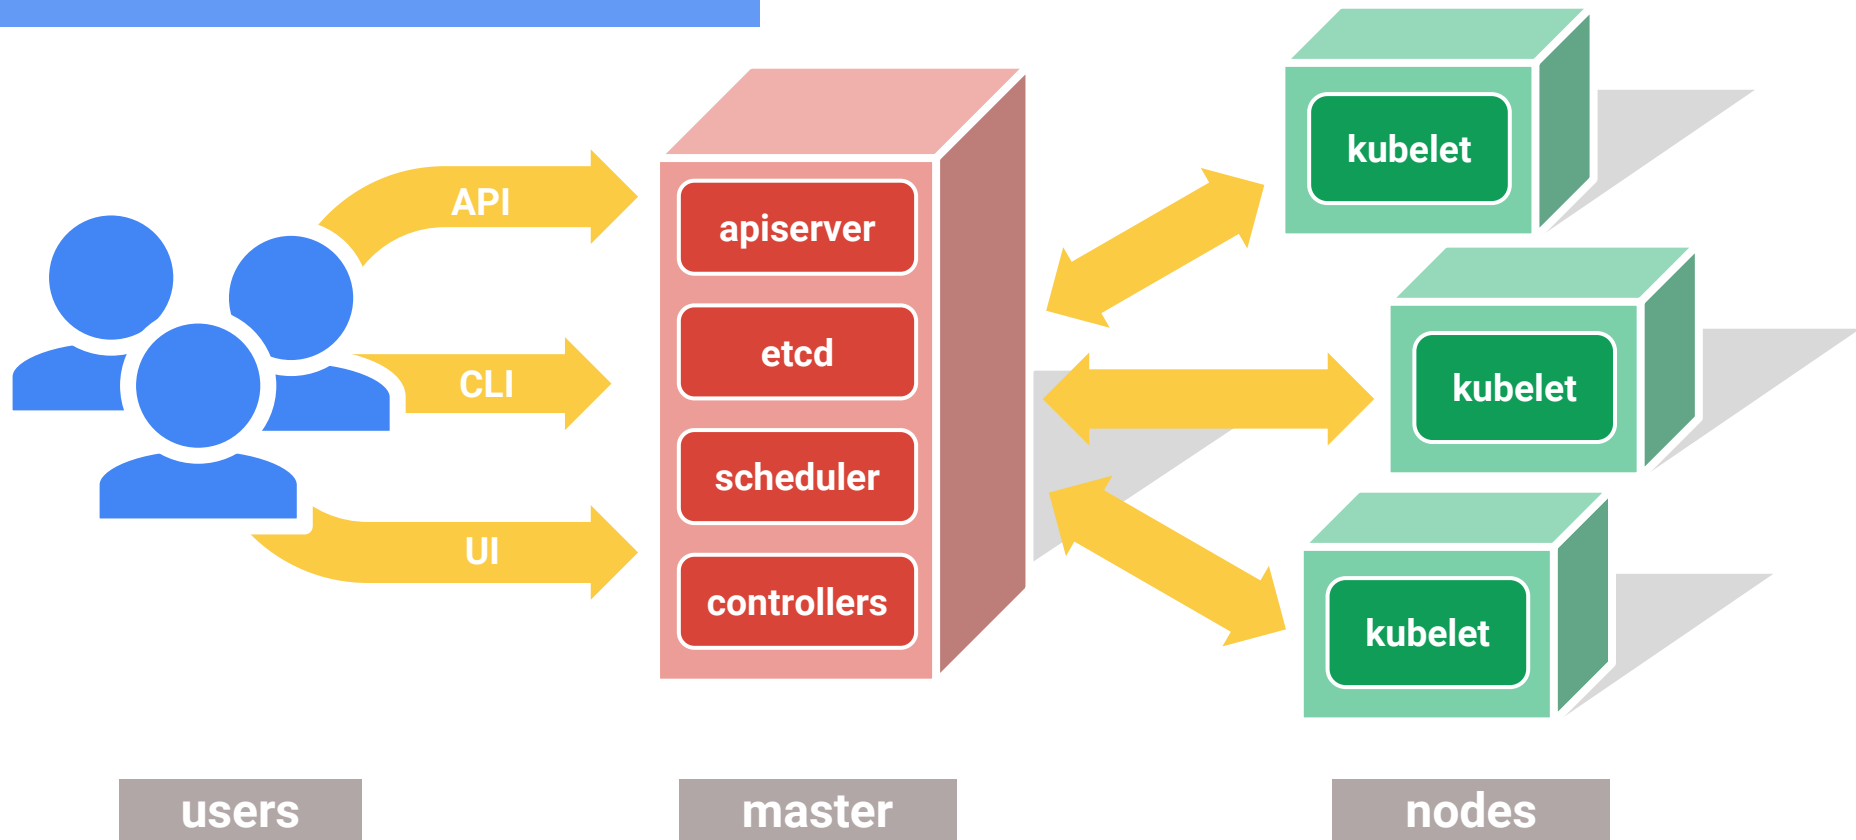 API
CLI
UI
apiserver
etcd
scheduler
controllers
kubelet
kubelet
kubelet
users
master
nodes